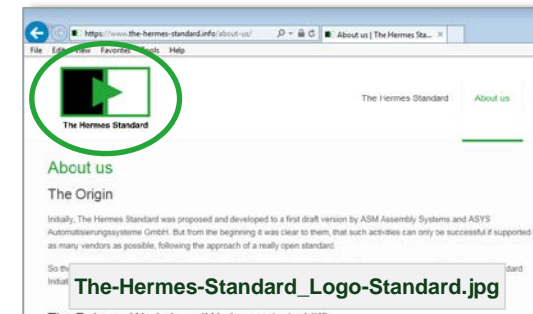 https://www.the-hermes-standard.info/about-us/
About us | The Hermes Sta...
File Edit View Favorites Tools Help
The Hermes Standard
The Hermes Standard About us
About us
The Origin
Initially, The Hermes Standard was proposed and developed to a first draft version by ASM Assembly Systems and ASYS
Automatisierungssysteme GmbH. But from the beginning it was clear to them, that such activities can only be successful if supported
as many vendors as possible, following the approach of a really open standard.
So
Initiat
The-Hermes-Standard_Logo-Standard.jpg